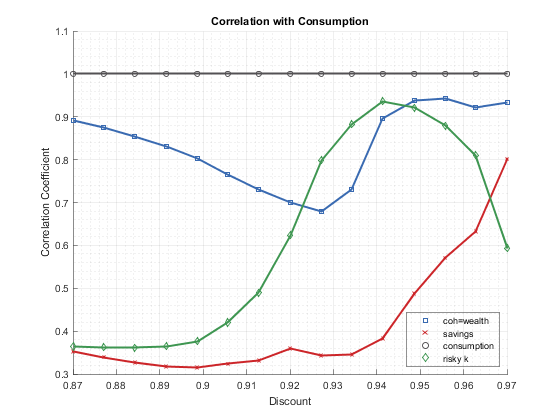 Correlation with Consumption
1.1
1
0.9
0.8
0.7
0.6
0.5
0.4
0.3
Correlation Coefficient
0.87 0.88 0.89 0.9 0.91 0.92 0.93 0.94 0.95 0.96 0.97
Discount
coh=wealth
savings
consumption
risky k